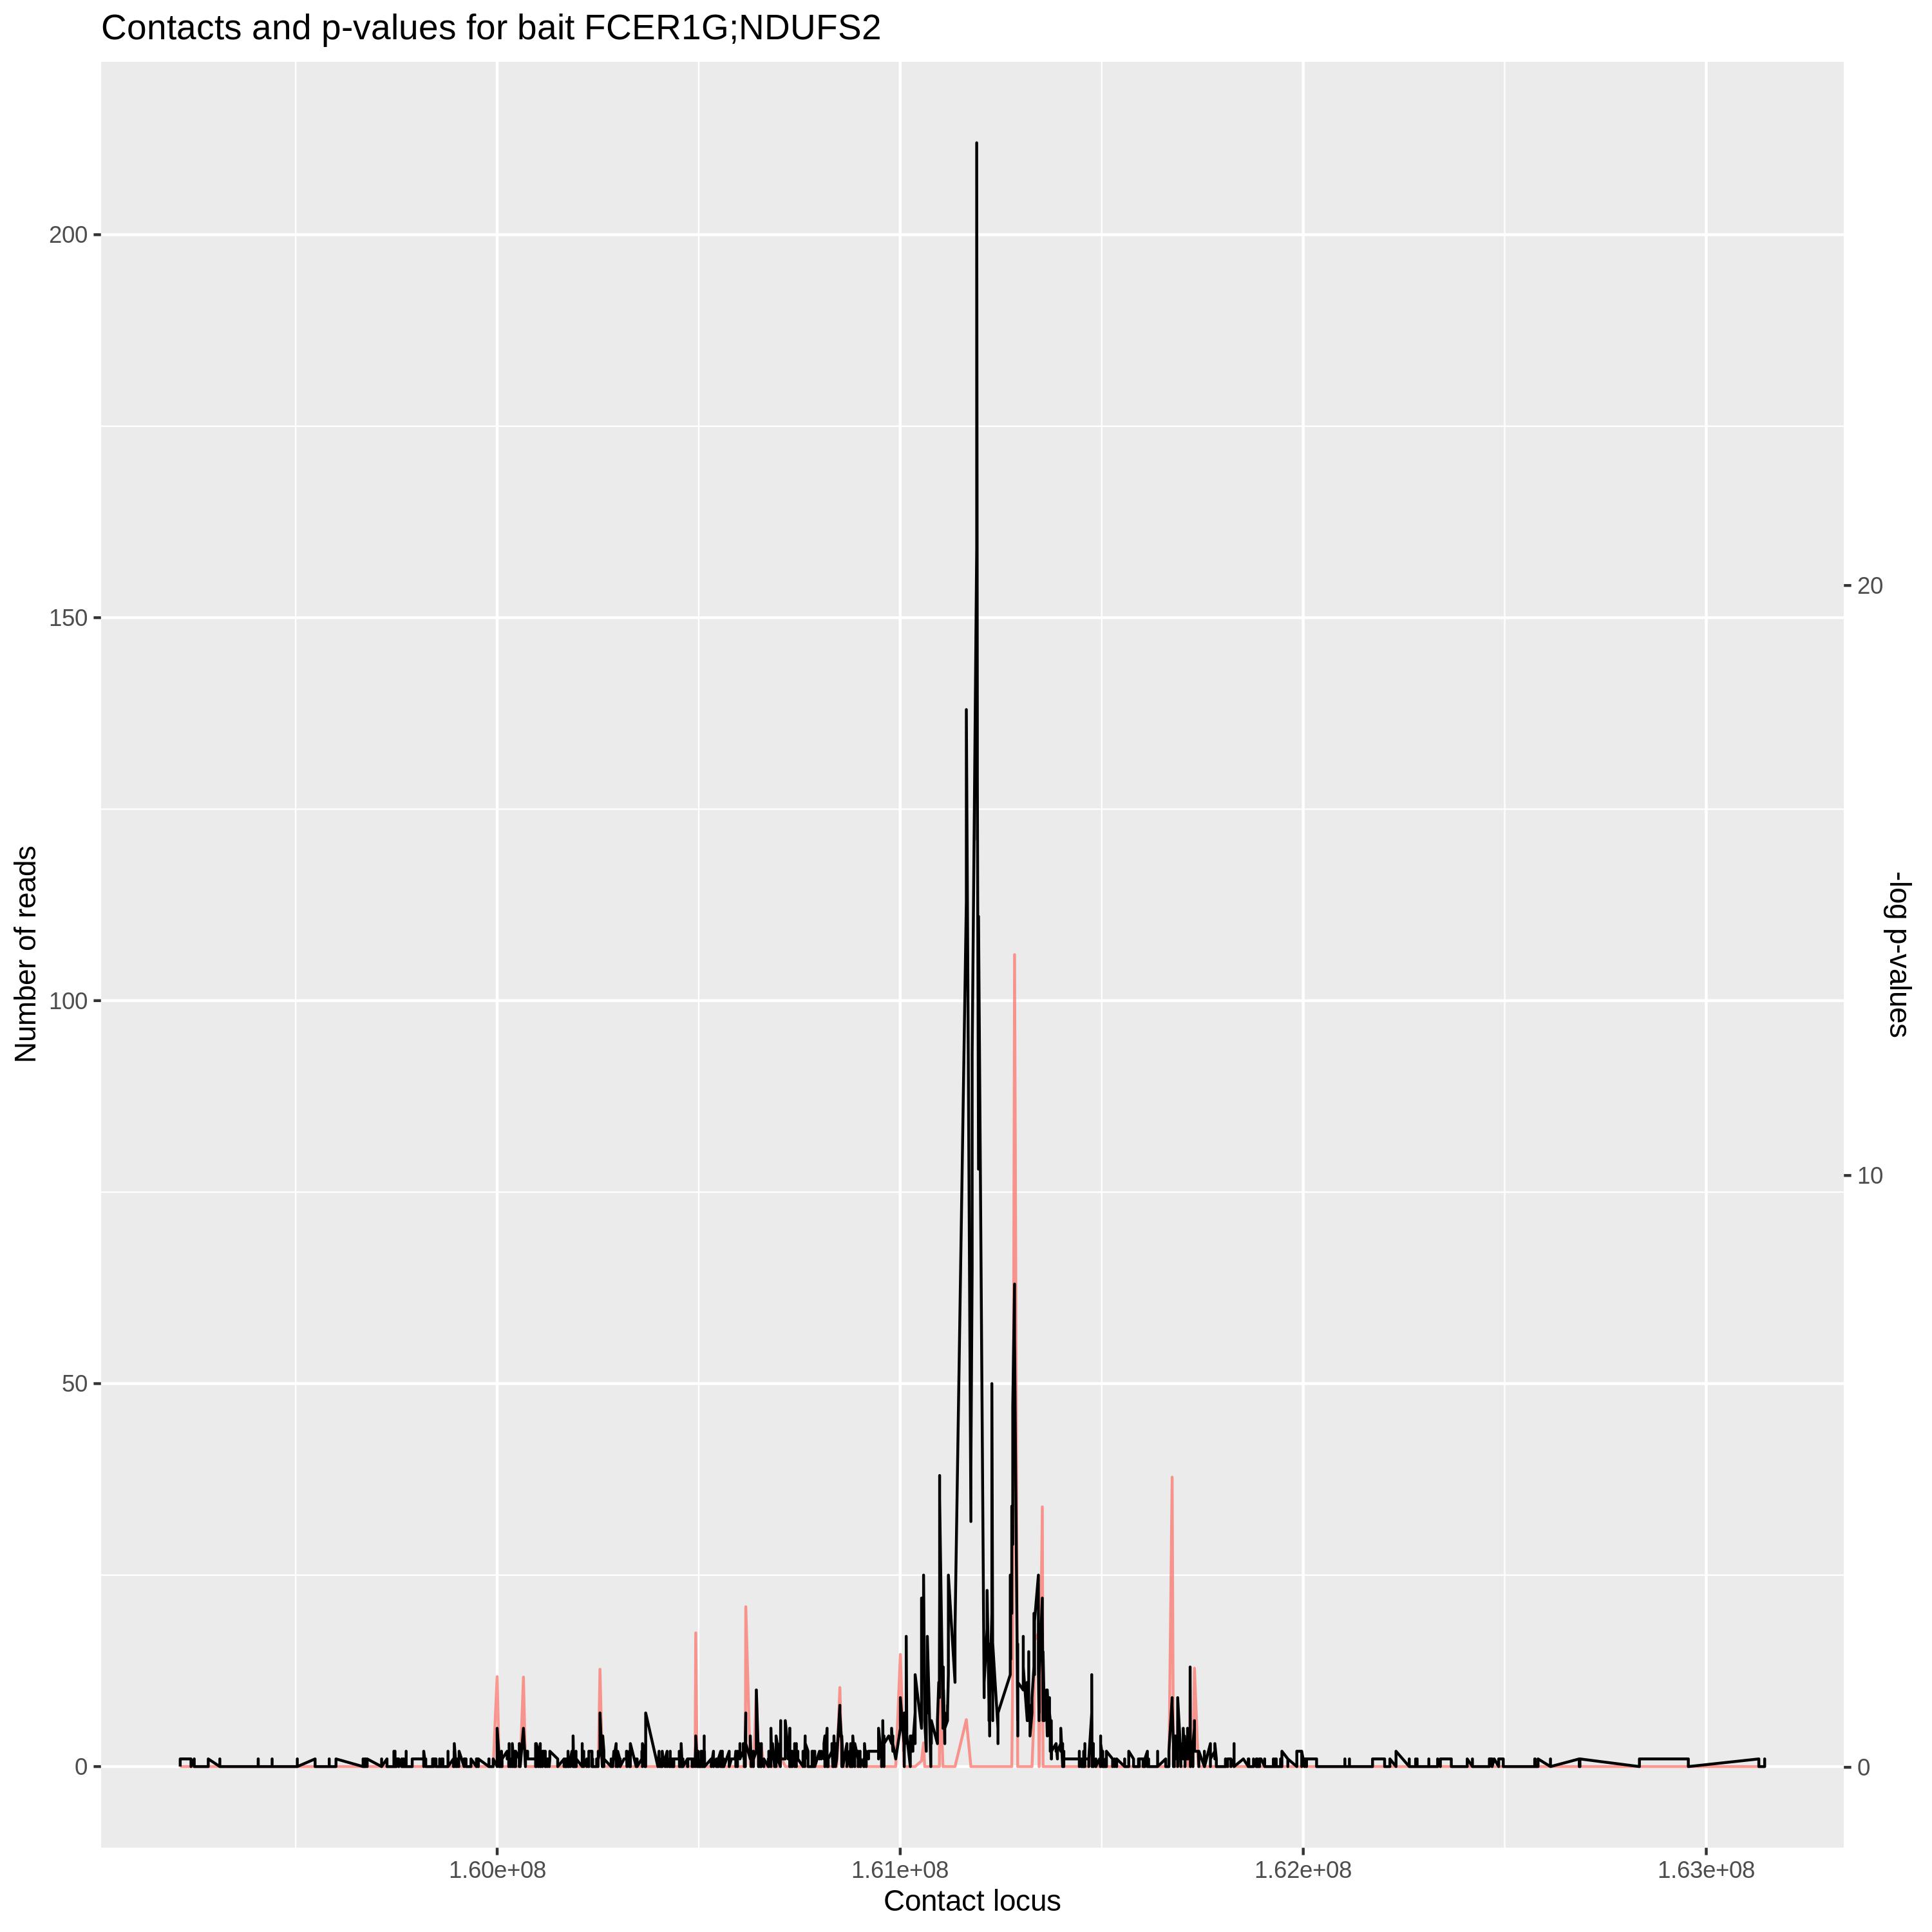 Contacts and p-values for bait FCER1G;NDUFS2
200
150
100
50
0
Number of reads
20
10
0
-log p-values
1.60e+08
1.61e+08
1.62e+08
1.63e+08
Contact locus